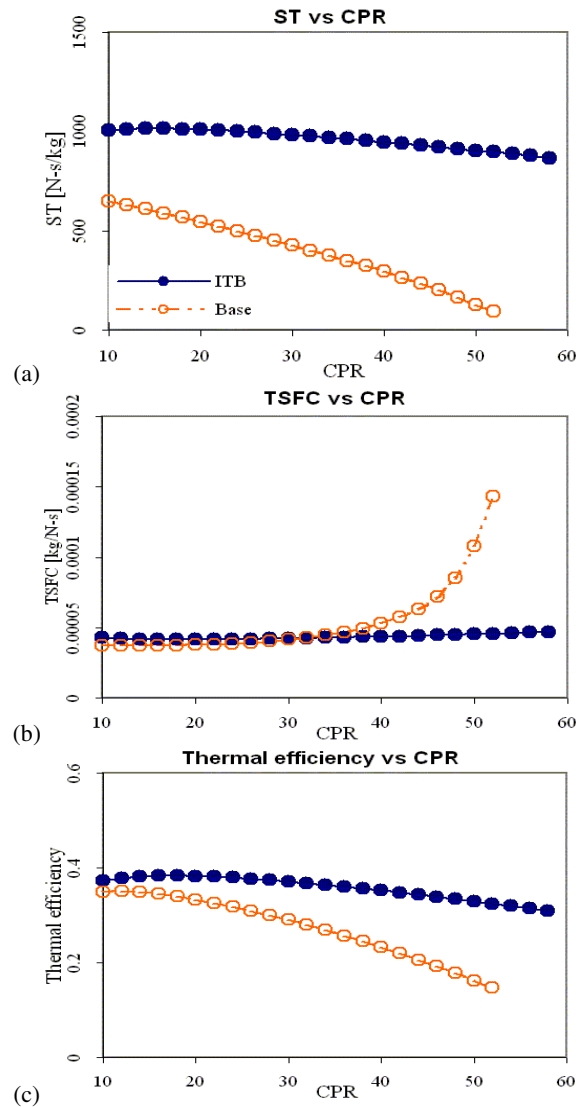 ST vs CPR
1500
1000
500
0
ST [N-s/kg]
ITB
Base
10 20 30 40 50 60
CPR
(a)
TSFC vs CPR
0.0002
0.00015
0.0001
0.00005
0
TSFC [kg/N-s]
10 20 30 40 50 60
CPR
(b)
Thermal efficiency vs CPR
0.6
0.4
0.2
0
Thermal efficiency
10 20 30 40 50 60
CPR
(c)